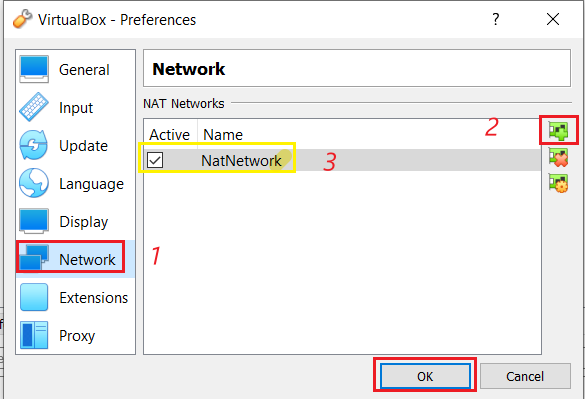 VirtualBox - Preferences
?
General
Input
Update
Language
Display
Network
Extensions
Proxy
1
Network
NAT Networks
Active Name
NatNetwork
2
3
OK
Cancel